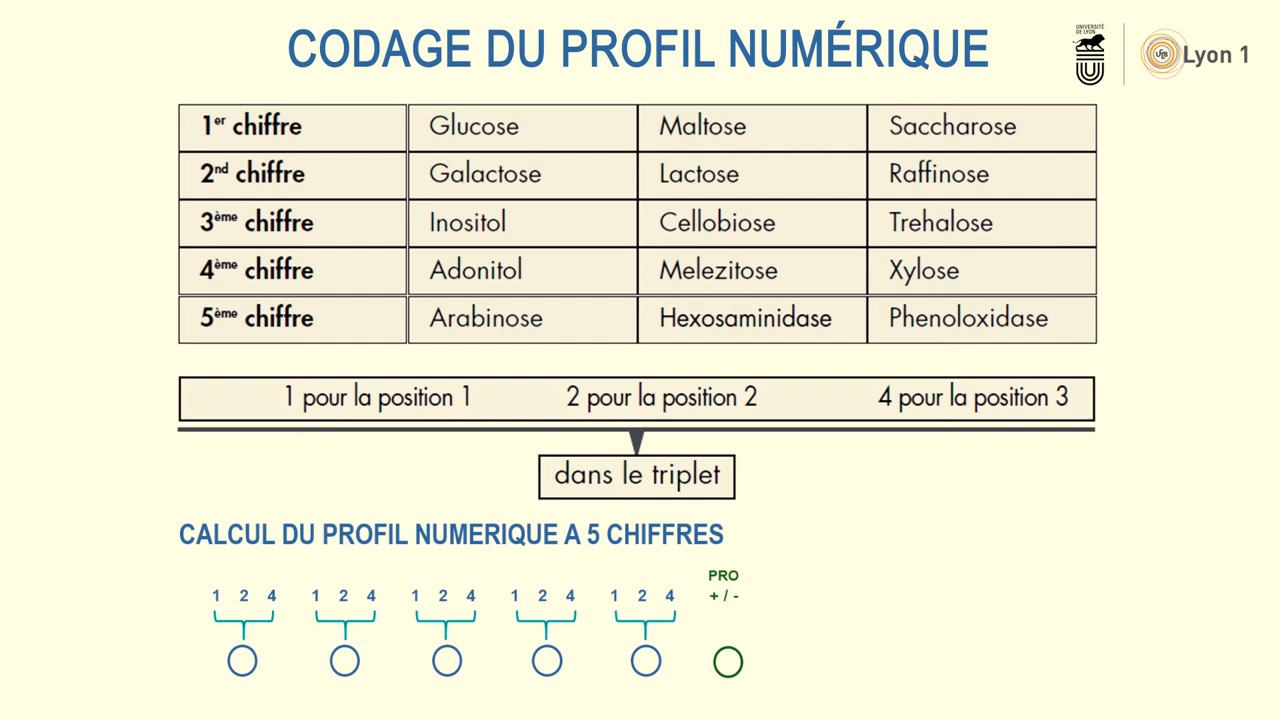 CODAGE DU PROFIL NUMÉRIQUE
UNIVERSITÉ
DE LYON
Lyon 1
1er chiffre Glucose Maltose Saccharose
2nd chiffre Galactose Lactose Raffinose
3ème chiffre Inositol Cellobiose Trehalose
4ème chiffre Adonitol Melezitose Xylose
5ème chiffre Arabinose Hexosaminidase Phenoloxidase
1 pour la position 1 2 pour la position 2 4 pour la position 3
dans le triplet
CALCUL DU PROFIL NUMERIQUE A 5 CHIFFRES
PRO
1 2 4 1 2 4 1 2 4 1 2 4 1 2 4 + / -